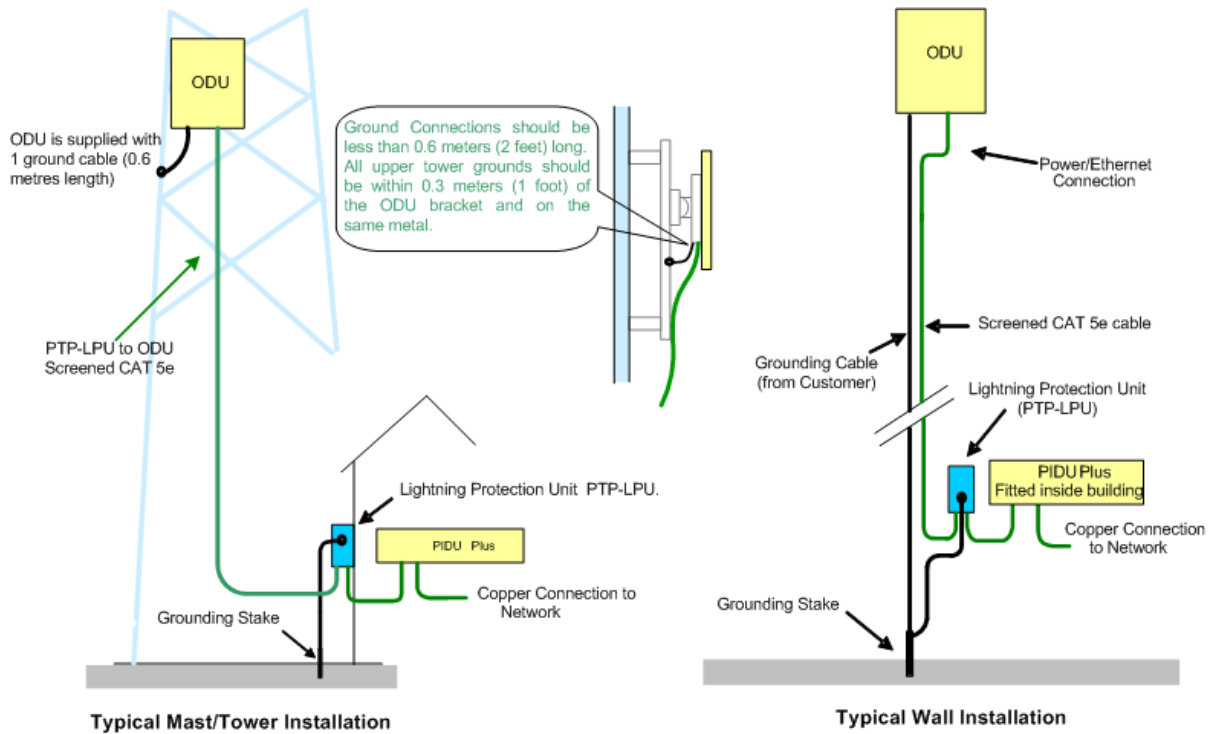 ODU
ODU is supplied with
1 ground cable (0.6
metres length)
PTP-LPU to ODU
Screened CAT 5e
Ground Connections should be
less than 0.6 meters (2 feet) long.
All upper tower grounds should
be within 0.3 meters (1 foot) of
the ODU bracket and on the
same metal.
Lightning Protection Unit PTP-LPU.
PIDU Plus
Copper Connection to
Network
Grounding Stake
Typical Mast/Tower Installation
ODU
Power/Ethernet
Connection
Screened CAT 5e cable
Grounding Cable
(from Customer)
Lightning Protection Unit
(PTP-LPU)
PIDU Plus
Fitted inside building
Copper Connection
to Network
Grounding Stake
Typical Wall Installation